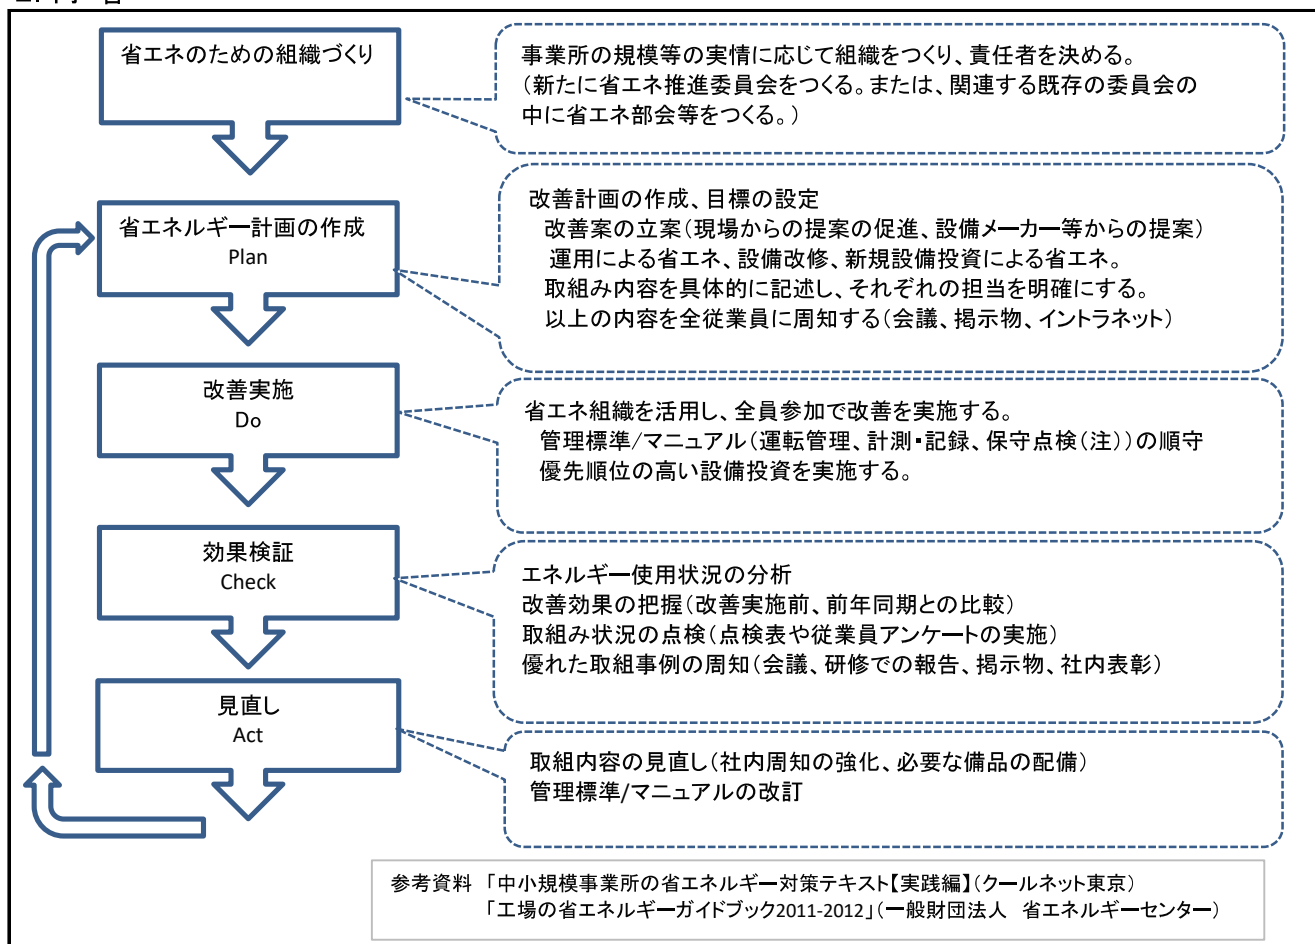 省エネのための組織づくり
事業所の規模等の実情に応じて組織をつくり、責任者を決める。
(新たに省エネ推進委員会をつくる。または、関連する既存の委員会の
中に省エネ部会等をつくる。)
省エネルギー計画の作成
Plan
改善計画の作成、目標の設定
改善案の立案(現場からの提案の促進、設備メーカー等からの提案)
運用による省エネ、設備改修、新規設備投資による省エネ。
取組み内容を具体的に記述し、それぞれの担当を明確にする。
以上の内容を全従業員に周知する(会議、掲示物、イントラネット)
改善実施
Do
省エネ組織を活用し、全員参加で改善を実施する。
管理標準/マニュアル(運転管理、計測・記録、保守点検(注))の順守
優先順位の高い設備投資を実施する。
効果検証
Check
エネルギー使用状況の分析
改善効果の把握(改善実施前、前年同期との比較)
取組み状況の点検(点検表や従業員アンケートの実施)
優れた取組事例の周知(会議、研修での報告、掲示物、社内表彰)
見直し
Act
取組内容の見直し(社内周知の強化、必要な備品の配備)
管理標準/マニュアルの改訂
参考資料 「中小規模事業所の省エネルギー対策テキスト【実践編】(クールネット東京)
「工場の省エネルギーガイドブック2011-2012」(一般財団法人 省エネルギーセンター)